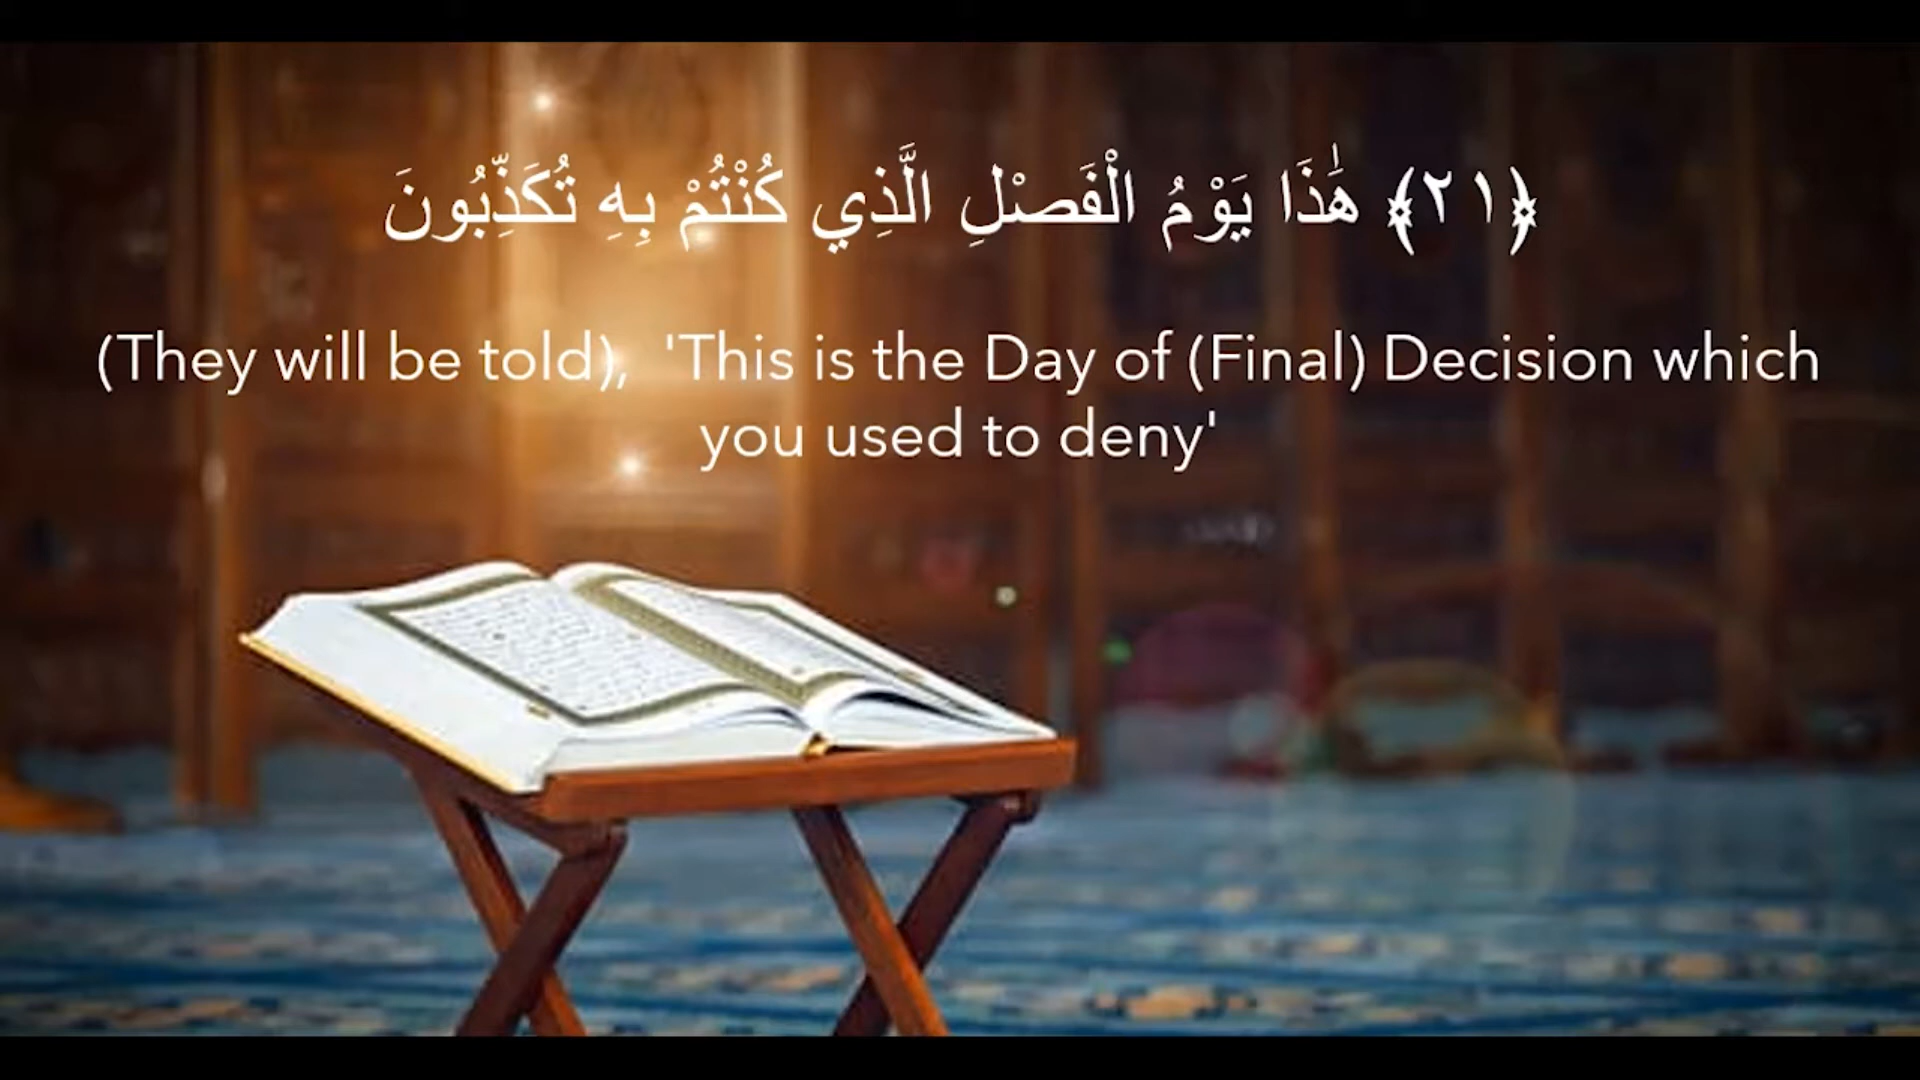 ﴿٢١﴾ هَٰذَا يَوْمُ الْفَصْلِ الَّذِي كُنْتُمْ بِهِ تُكَذِّبُونَ
(They will be told), 'This is the Day of (Final) Decision which
you used to deny'